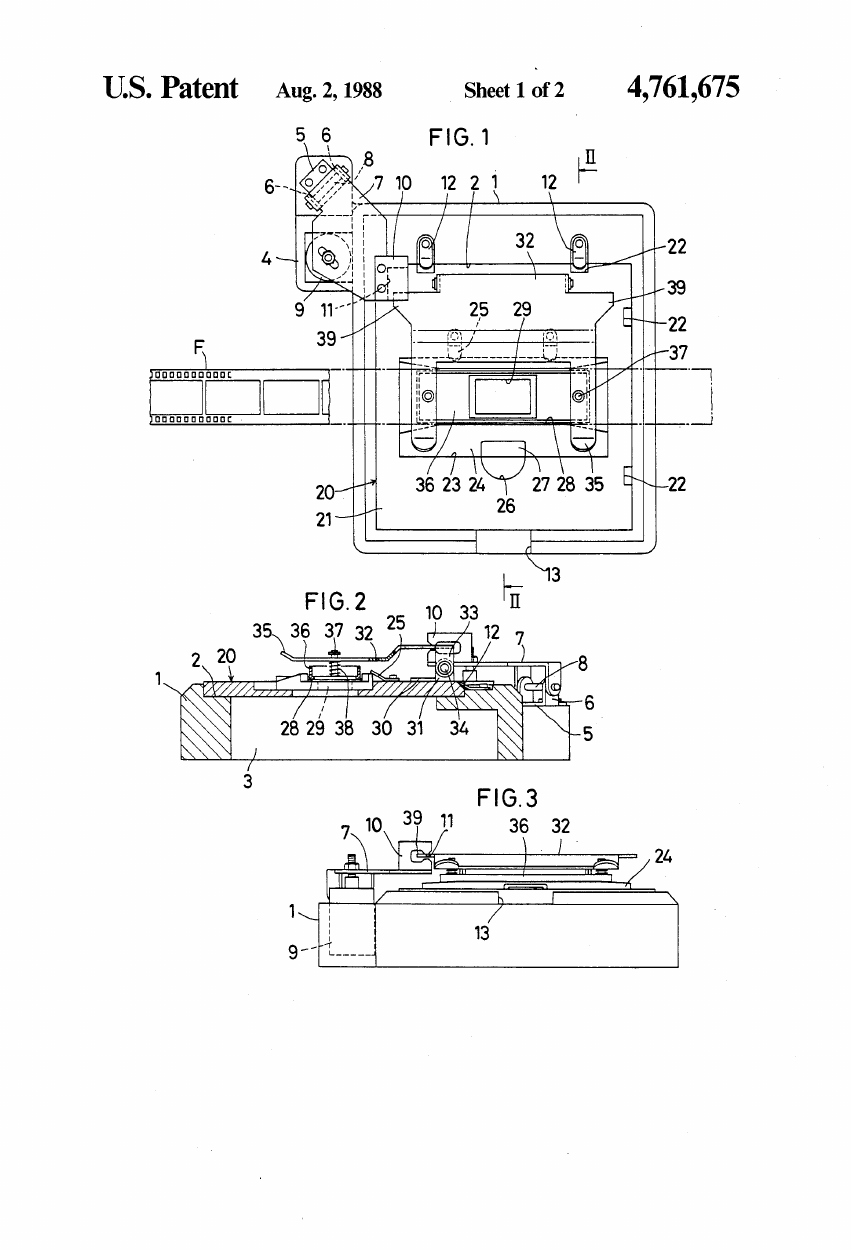 U.S. Patent Aug. 2, 1988 Sheet 1 of 2 4,761,675
FIG. 1
5 6 8 7 10 12 2 1 12 II
6
32 22
4
39
9 11 25 29 22
39
F 37
36 23 24 27 28 35 22
20 26
21
13
II
FIG. 2
35 36 37 32 25 10 33 12 7
20
2 8
1 6
28 29 38 30 31 34 5
3
FIG. 3
7 10 39 11 36 32 24
1
13
9